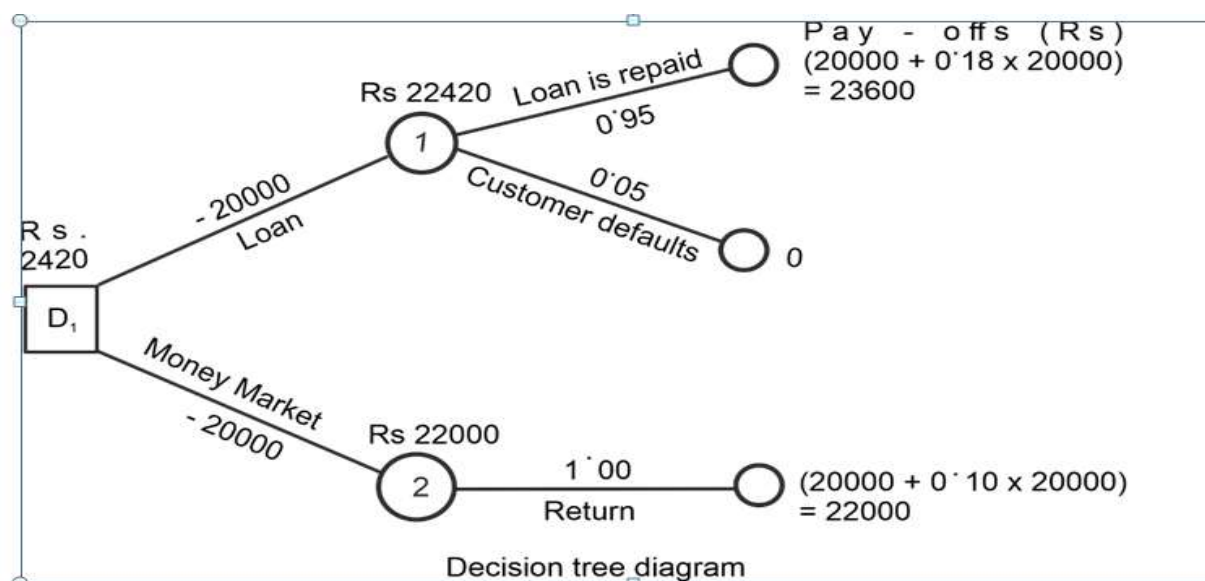 Pay - offs (Rs)
(20000 + 0˙18 x 20000)
= 23600
Loan is repaid
0˙95
Rs 22420
1
0˙05
Customer defaults
0
- 20000
Loan
Rs.
2420
D₁
Money Market
- 20000
Rs 22000
2
1˙00
Return
(20000 + 0˙10 x 20000)
= 22000
Decision tree diagram